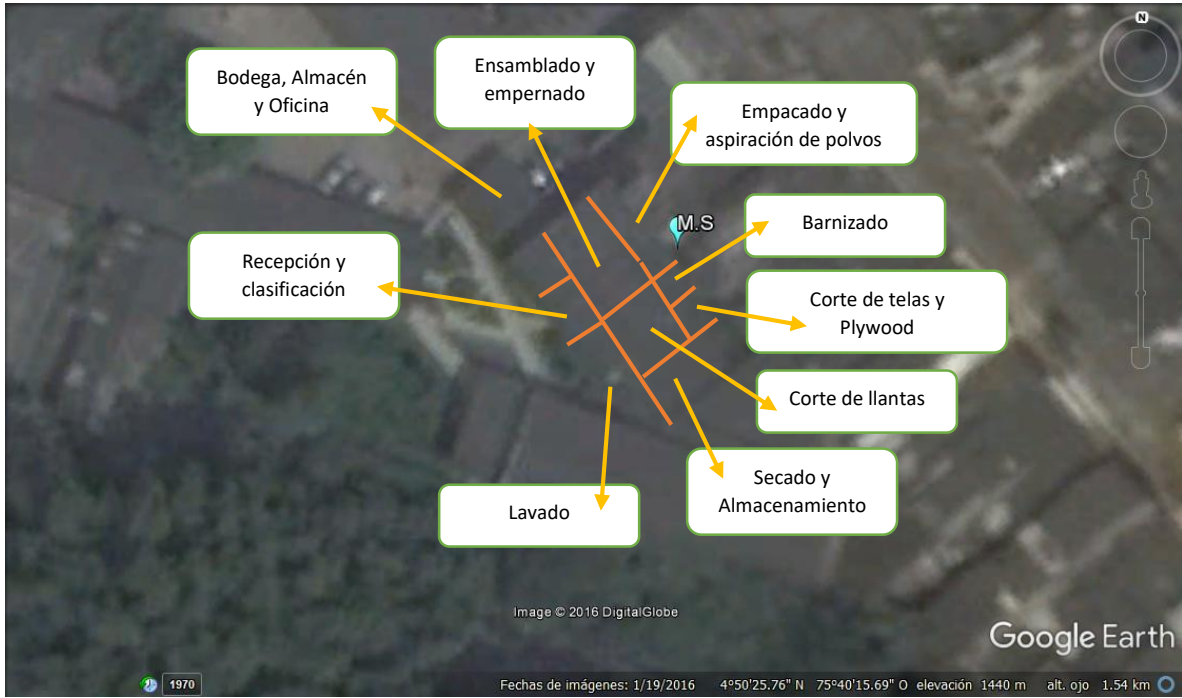 N
Bodega, Almacén
y Oficina
Ensamblado y
empernado
Empacado y
aspiración de polvos
M.S
Barnizado
Recepción y
clasificación
Corte de telas y
Plywood
Corte de llantas
Secado y
Almacenamiento
Lavado
Image © 2016 DigitalGlobe
Google Earth
1970
Fechas de imágenes: 1/19/2016 4°50'25.76" N 75°40'15.69" O elevación 1440 m alt. ojo 1.54 km